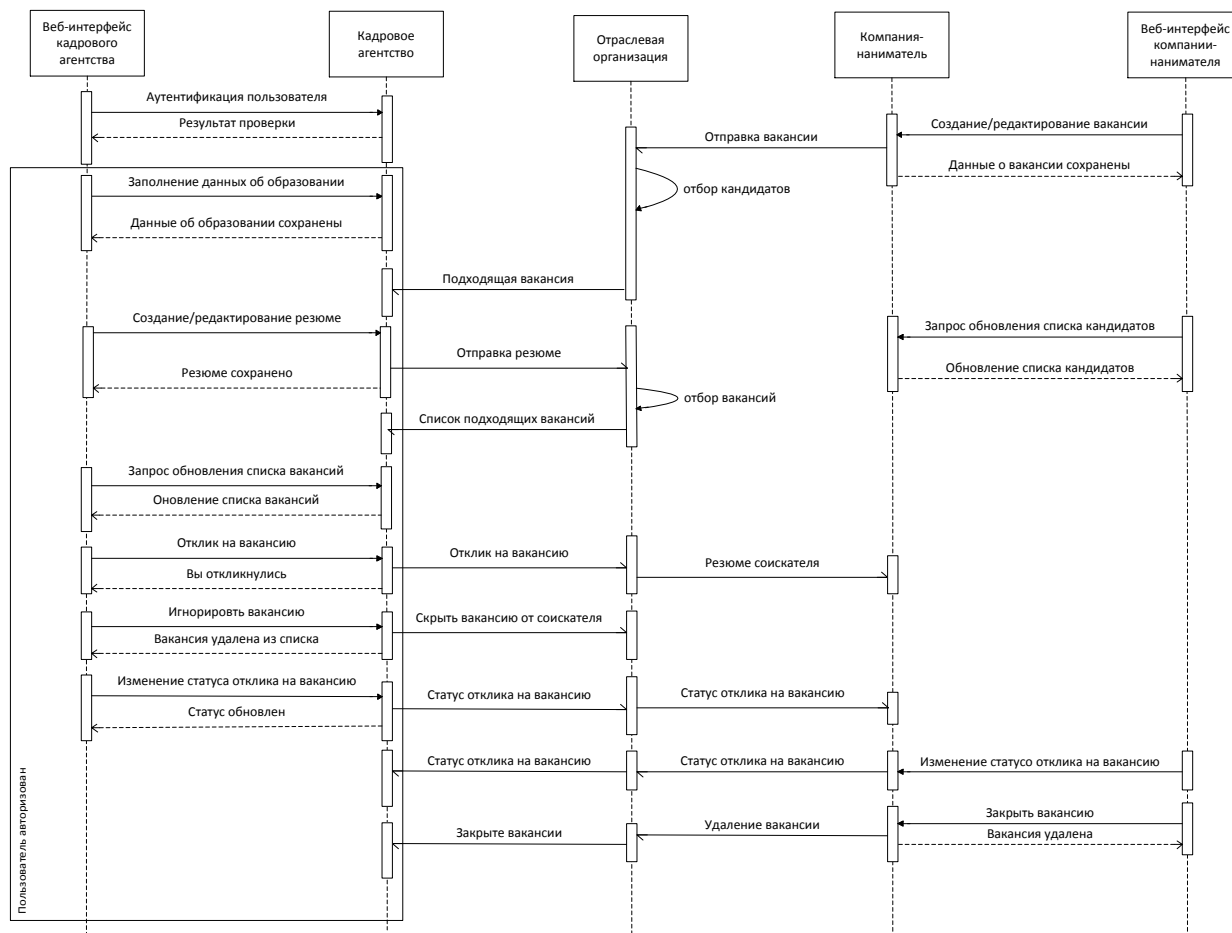 Веб-интерфейс
кадрового
агентства
Кадровое
агентство
Отраслевая
организация
Компания-
наниматель
Веб-интерфейс
компании-
нанимателя
Аутентификация пользователя
Результат проверки
Отправка вакансии
Создание/редактирование вакансии
Данные о вакансии сохранены
Заполнение данных об образовании
отбор кандидатов
Данные об образовании сохранены
Подходящая вакансия
Создание/редактирование резюме
Запрос обновления списка кандидатов
Отправка резюме
Резюме сохранено
Обновление списка кандидатов
отбор вакансий
Список подходящих вакансий
Запрос обновления списка вакансий
Оновление списка вакансий
Отклик на вакансию
Отклик на вакансию
Резюме соискателя
Вы откликнулись
Игнорировть вакансию
Скрыть вакансию от соискателя
Вакансия удалена из списка
Изменение статуса отклика на вакансию
Статус отклика на вакансию
Статус отклика на вакансию
Статус обновлен
Статус отклика на вакансию
Статус отклика на вакансию
Изменение статусо отклика на вакансию
Закрыть вакансию
Удаление вакансии
Закрыте вакансии
Вакансия удалена
Пользователь авторизован